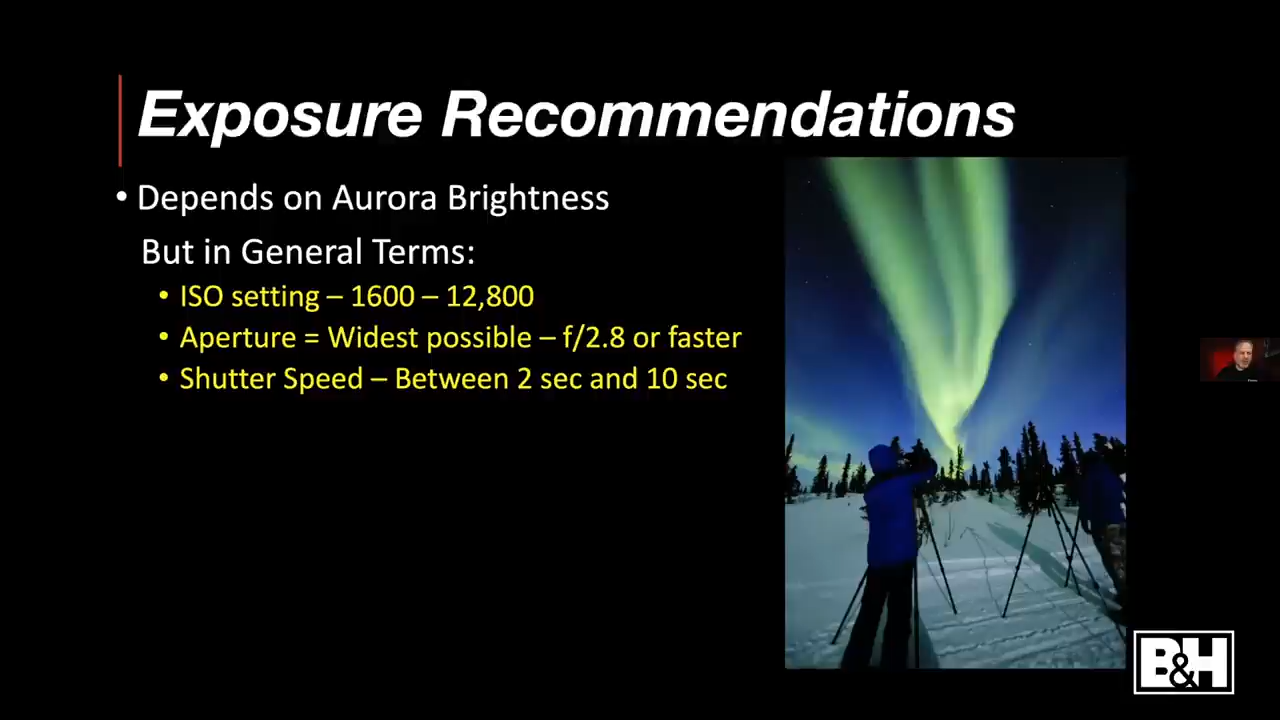 Exposure Recommendations
• Depends on Aurora Brightness
But in General Terms:
• ISO setting – 1600 – 12,800
• Aperture = Widest possible – f/2.8 or faster
• Shutter Speed – Between 2 sec and 10 sec
B&H